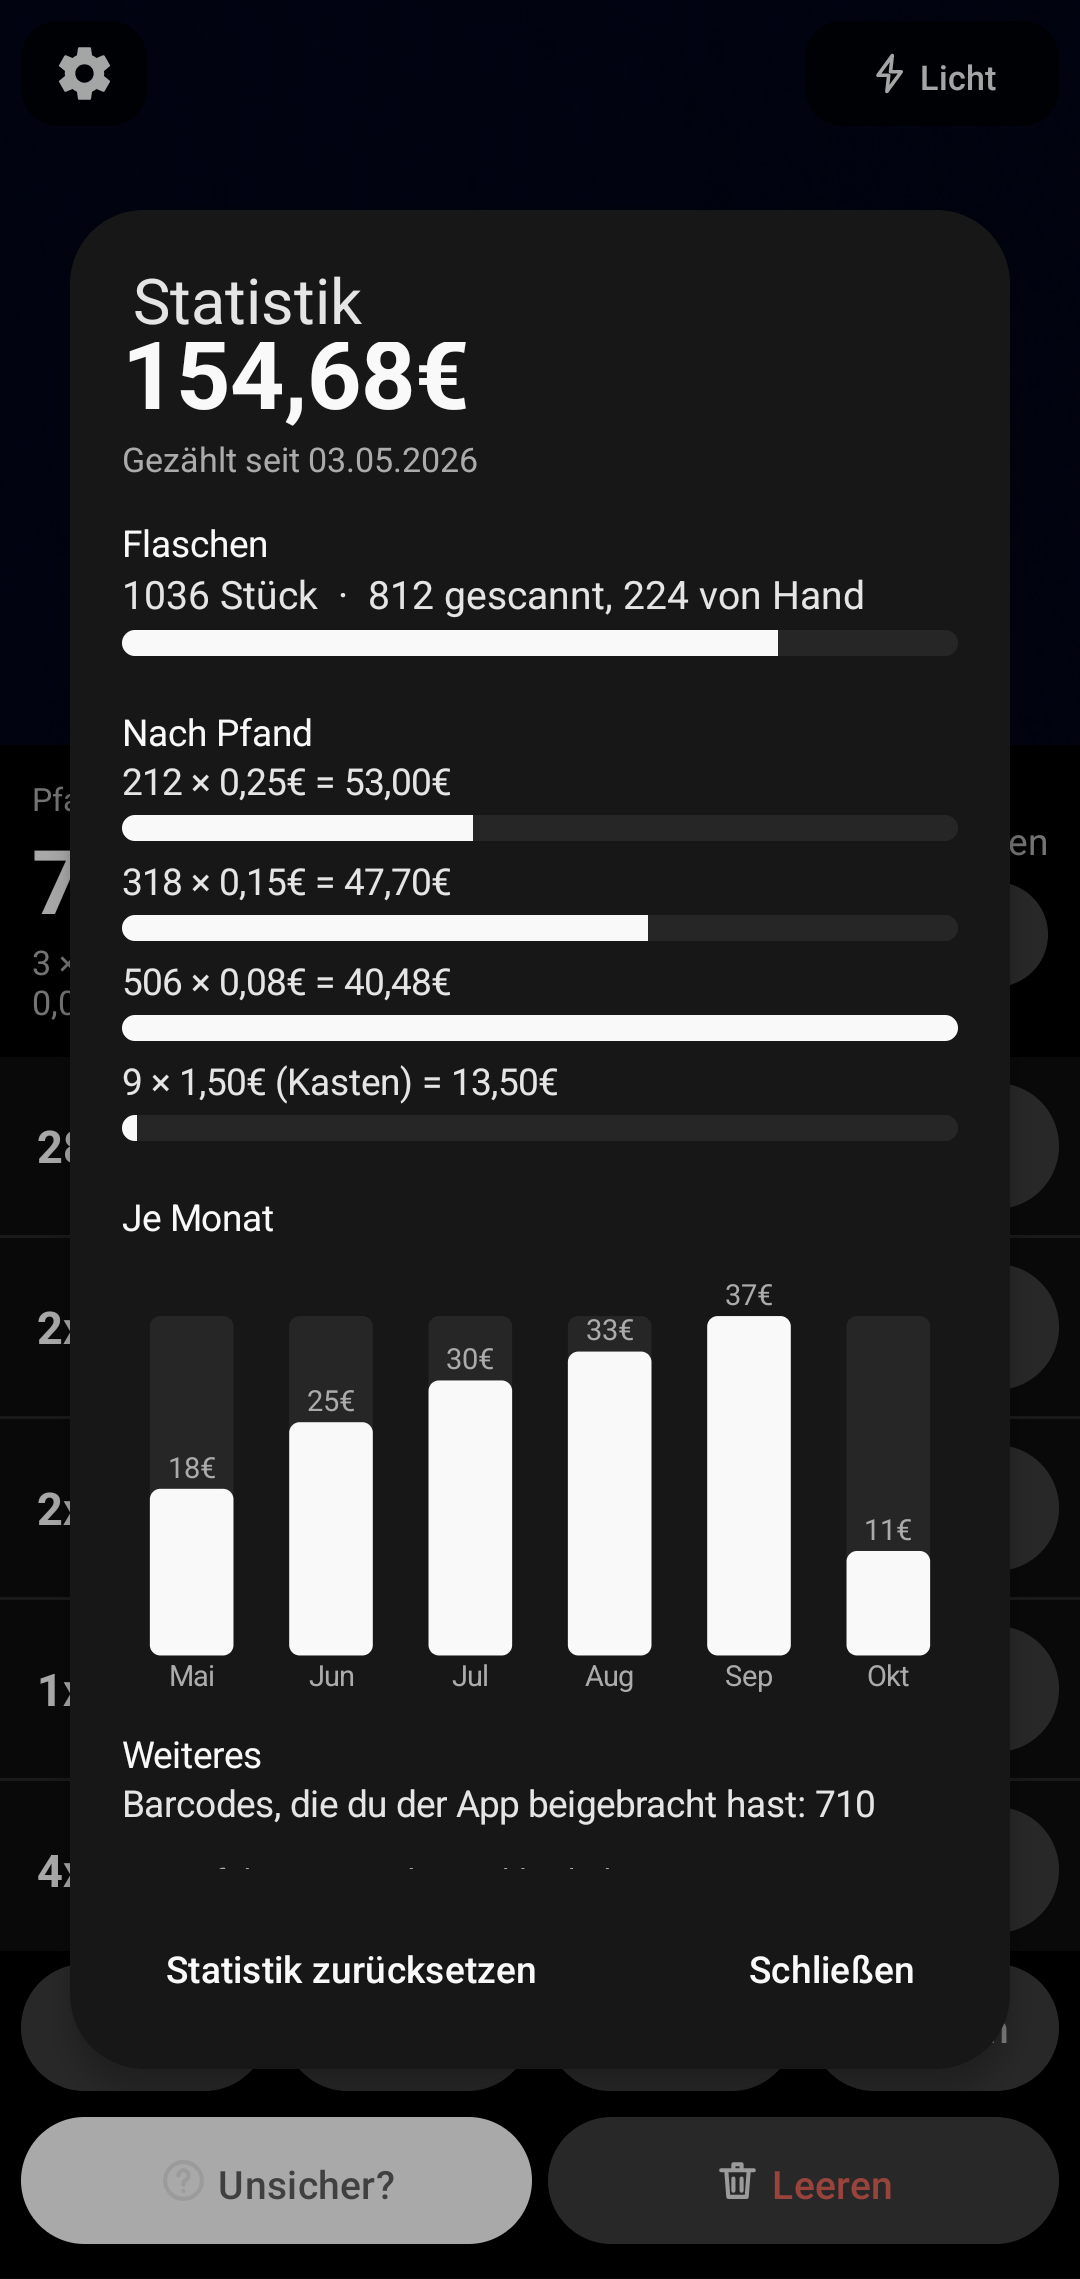 Licht
Statistik
154,68€
Gezählt seit 03.05.2026
Flaschen
1036 Stück · 812 gescannt, 224 von Hand
Nach Pfand
212 × 0,25€ = 53,00€
318 × 0,15€ = 47,70€
506 × 0,08€ = 40,48€
9 × 1,50€ (Kasten) = 13,50€
Je Monat
18€ 25€ 30€ 33€ 37€ 11€
Mai Jun Jul Aug Sep Okt
Weiteres
Barcodes, die du der App beigebracht hast: 710
Statistik zurücksetzen Schließen
Unsicher? Leeren